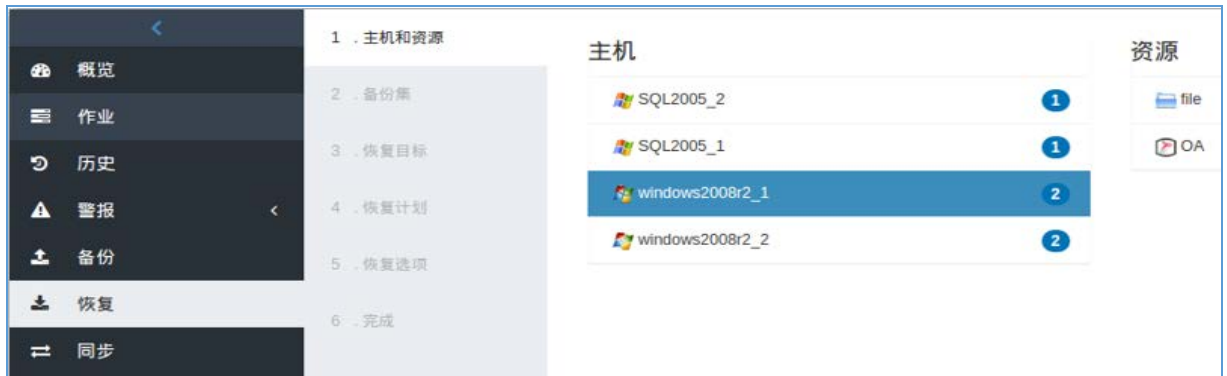 概览
作业
历史
警报
备份
恢复
同步
1 . 主机和资源
2 . 备份集
3 . 恢复目标
4 . 恢复计划
5 . 恢复选项
6 . 完成
主机
SQL2005_2 1
SQL2005_1 1
windows2008r2_1 2
windows2008r2_2 2
资源
file
OA